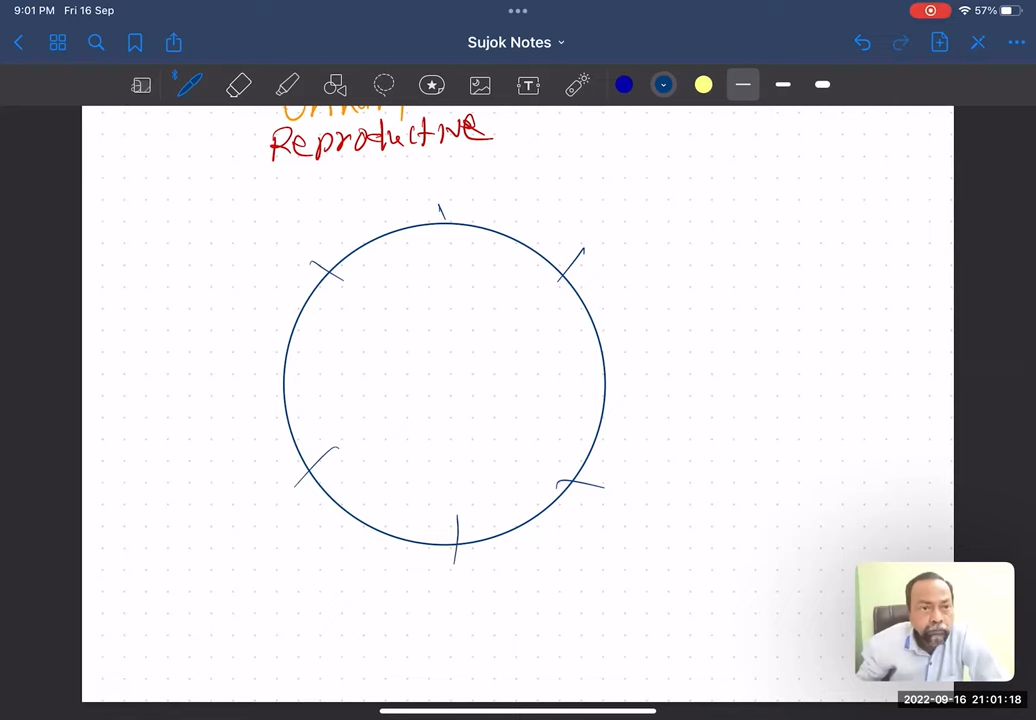 9:01 PM Fri 16 Sep
57%
Sujok Notes
T
Reproductive
2022-09-16 21:01:18